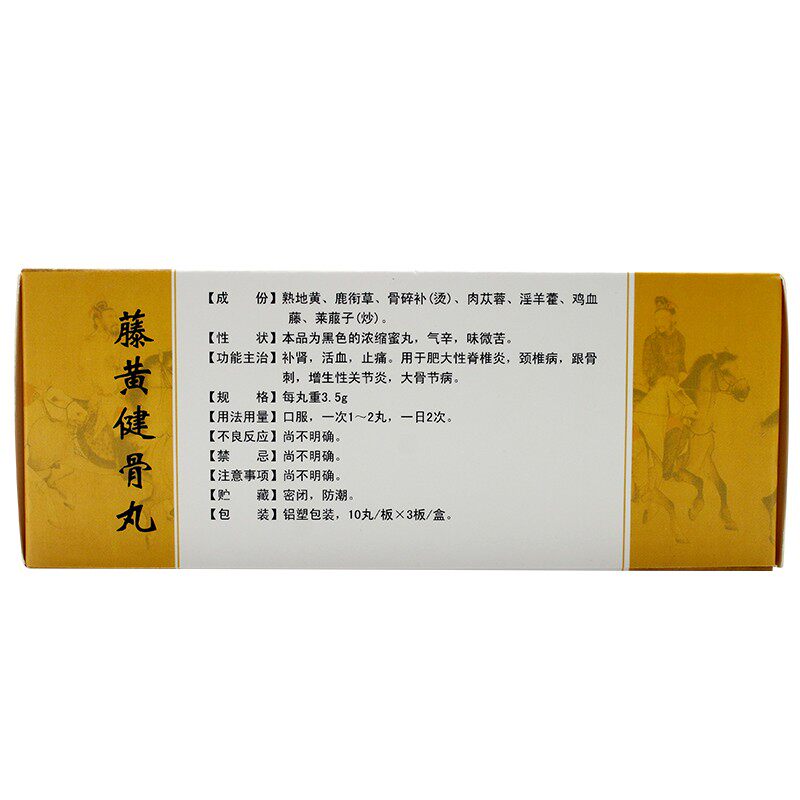 藤黄健骨丸
【成　份】熟地黄、鹿衔草、骨碎补(烫)、肉苁蓉、淫羊藿、鸡血
藤、莱菔子(炒)。
【性　状】本品为黑色的浓缩蜜丸，气辛，味微苦。
【功能主治】补肾，活血，止痛。用于肥大性脊椎炎，颈椎病，跟骨
刺，增生性关节炎，大骨节病。
【规　格】每丸重3.5g
【用法用量】口服，一次1～2丸，一日2次。
【不良反应】尚不明确。
【禁　忌】尚不明确。
【注意事项】尚不明确。
【贮　藏】密闭，防潮。
【包　装】铝塑包装，10丸/板×3板/盒。